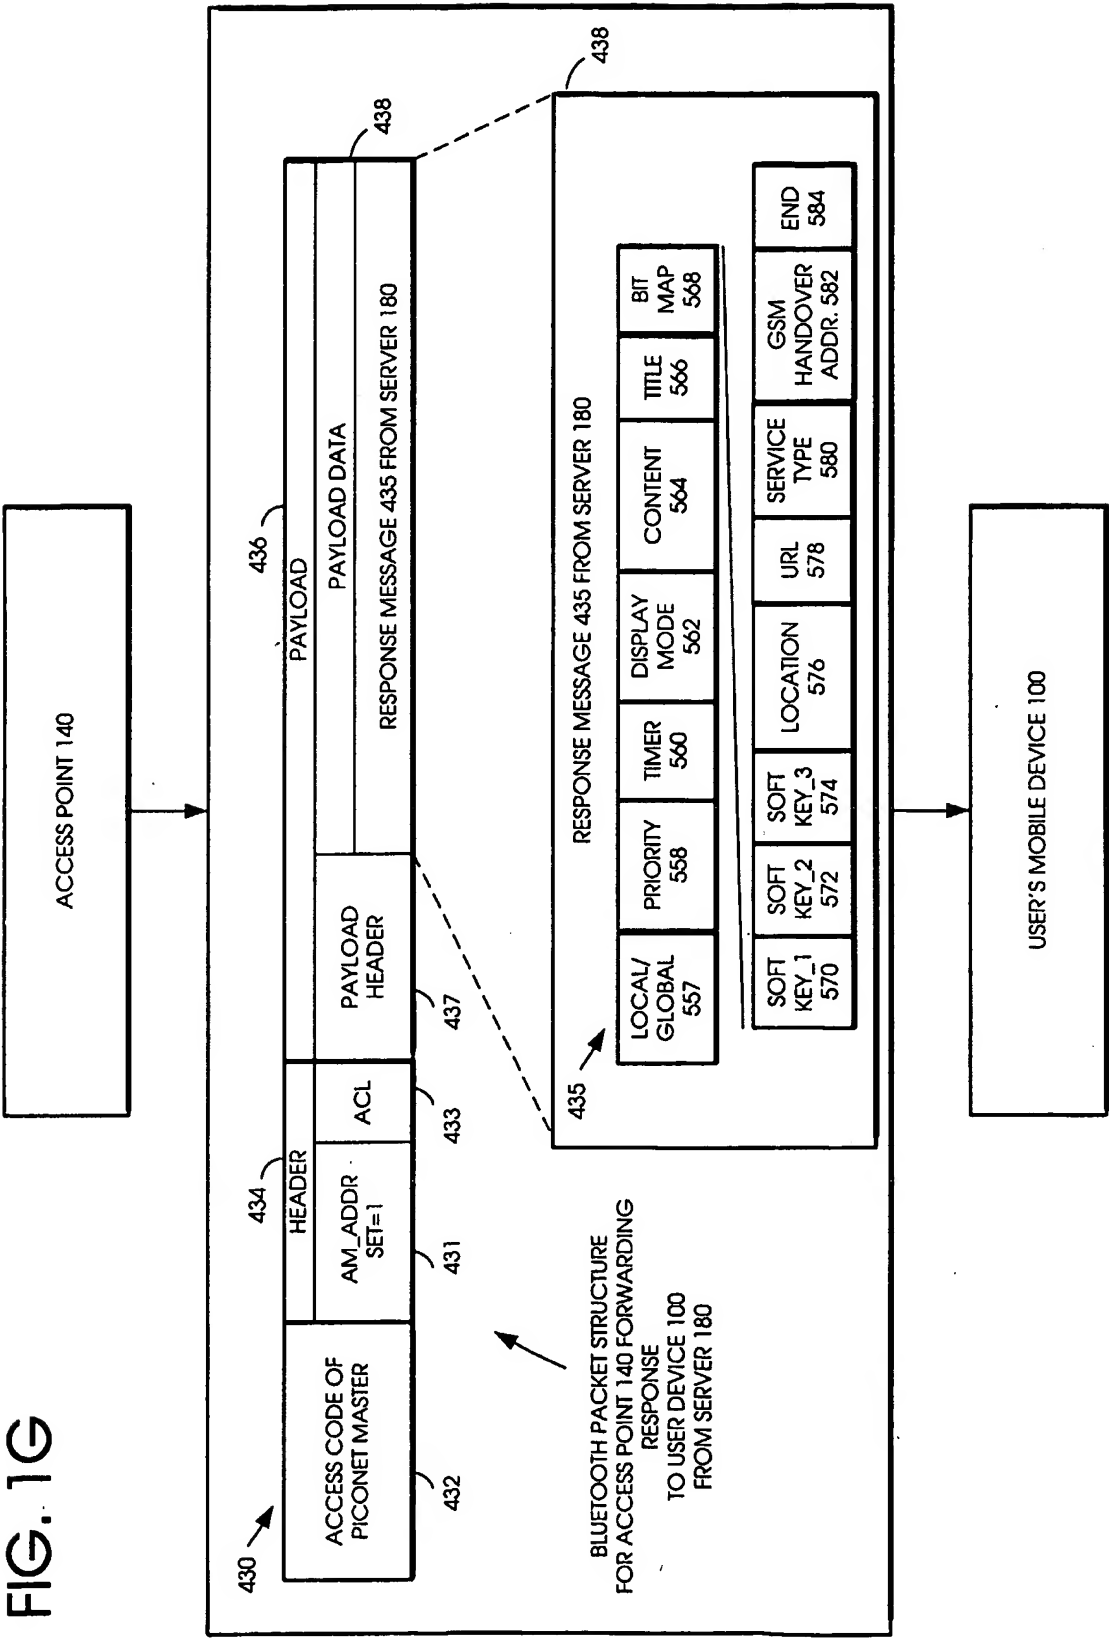 FIG. 1G
ACCESS POINT 140
430
ACCESS CODE OF
PICONET MASTER
432
434
HEADER
AM_ADDR
SET=1
431
ACL
433
436
PAYLOAD
PAYLOAD
HEADER
437
PAYLOAD DATA
438
RESPONSE MESSAGE 435 FROM SERVER 180
438
BLUETOOTH PACKET STRUCTURE
FOR ACCESS POINT 140 FORWARDING
RESPONSE
TO USER DEVICE 100
FROM SERVER 180
435
RESPONSE MESSAGE 435 FROM SERVER 180
LOCAL/
GLOBAL
557
PRIORITY
558
TIMER
560
DISPLAY
MODE
562
CONTENT
564
TITLE
566
BIT
MAP
568
SOFT
KEY_1
570
SOFT
KEY_2
572
SOFT
KEY_3
574
LOCATION
576
URL
578
SERVICE
TYPE
580
GSM
HANDOVER
ADDR. 582
END
584
USER'S MOBILE DEVICE 100